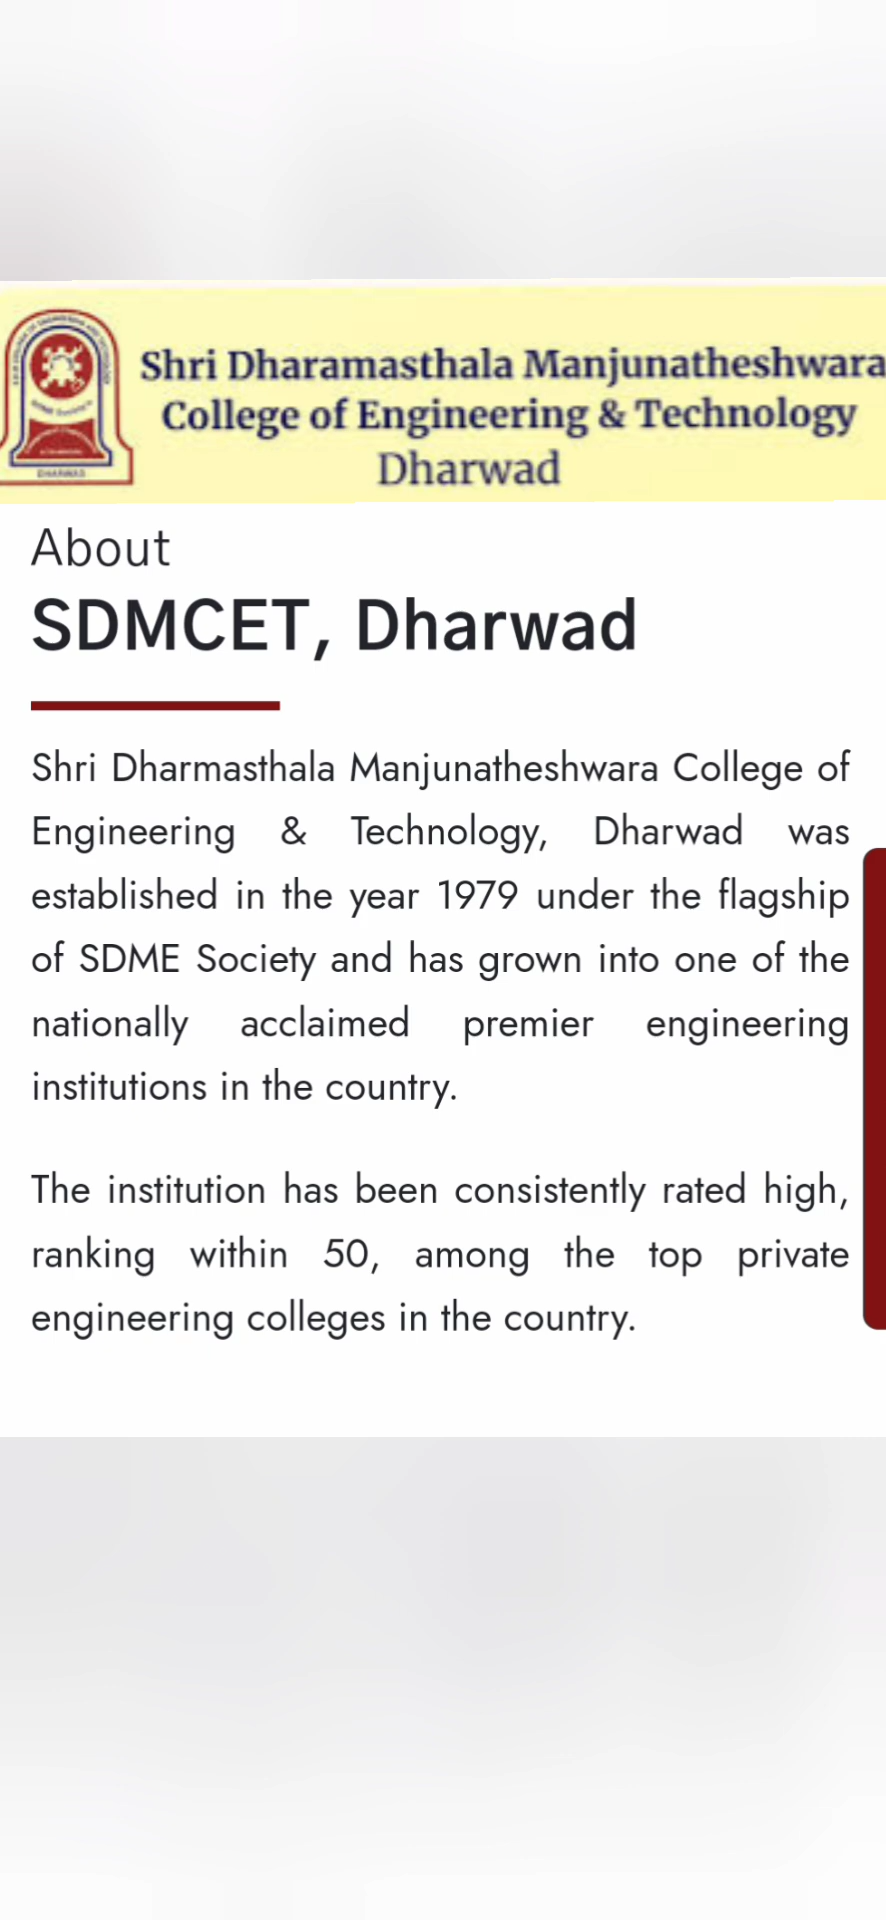 Shri Dharamasthala Manjunatheshwara
College of Engineering & Technology
Dharwad
DHARWAD
About
SDMCET, Dharwad
Shri Dharmasthala Manjunatheshwara College of
Engineering & Technology, Dharwad was
established in the year 1979 under the flagship
of SDME Society and has grown into one of the
nationally acclaimed premier engineering
institutions in the country.
The institution has been consistently rated high,
ranking within 50, among the top private
engineering colleges in the country.